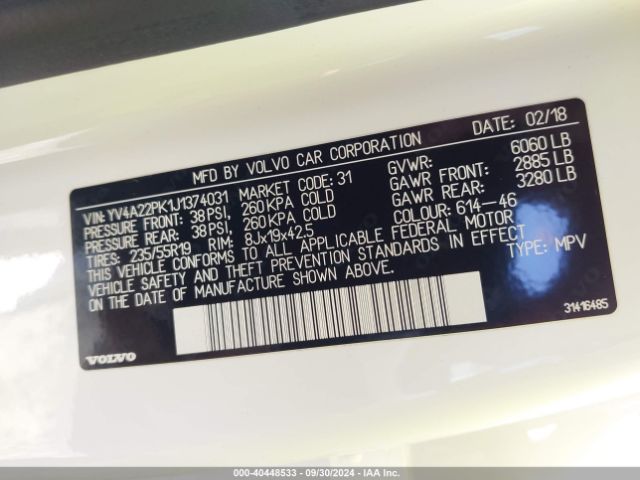 MFD BY VOLVO CAR CORPORATION DATE: 02/18
VIN: YV4A22PK1J1374031 MARKET CODE: 31 GVWR: 6060 LB
PRESSURE FRONT: 38 PSI, 260 KPA COLD GAWR FRONT: 2885 LB
PRESSURE REAR: 38 PSI, 260 KPA COLD GAWR REAR: 3280 LB
TIRES: 235/55R19 RIM: 8Jx19x42.5 COLOUR: 614-46
THIS VEHICLE CONFORMS TO ALL APPLICABLE FEDERAL MOTOR
VEHICLE SAFETY AND THEFT PREVENTION STANDARDS IN EFFECT
ON THE DATE OF MANUFACTURE SHOWN ABOVE. TYPE: MPV
31416485
VOLVO
000-40448533 - 09/30/2024 - IAA Holdings, LLC